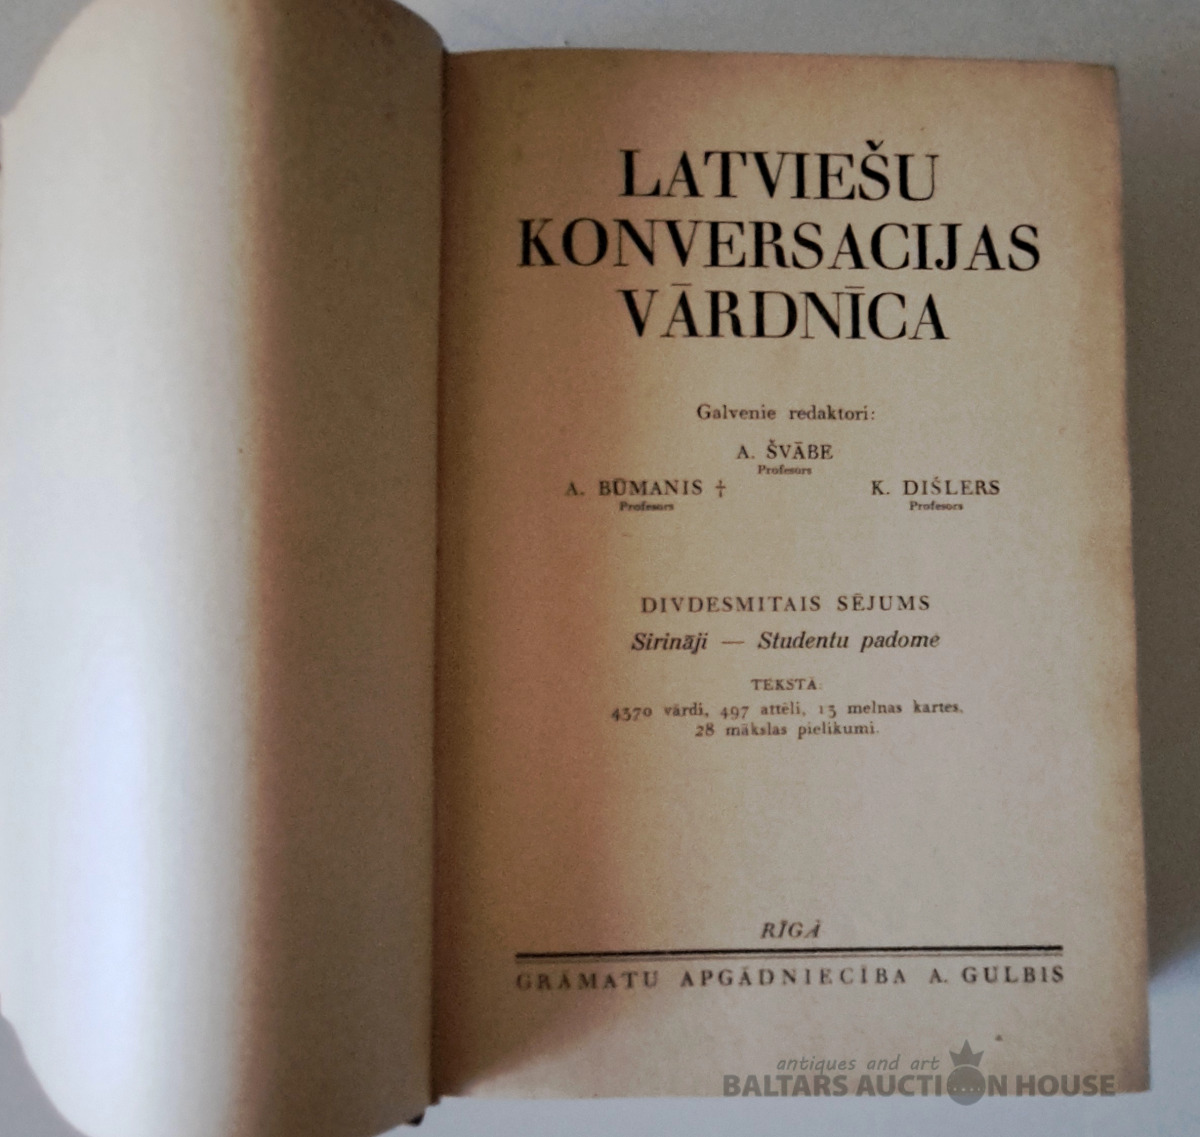 LATVIEŠU
KONVERSACIJAS
VĀRDNĪCA
Galvenie redaktori:
A. ŠVĀBE
Profesors
A. BŪMANIS † K. DIŠLERS
Profesors Profesors
DIVDESMITAIS SĒJUMS
Sirināji — Studentu padome
TEKSTĀ:
4370 vārdi, 497 attēli, 13 melnas kartes,
28 mākslas pielikumi.
RĪGĀ
GRĀMATU APGĀDNIECĪBA A. GULBIS
antiques and art
BALTARS AUCTION HOUSE